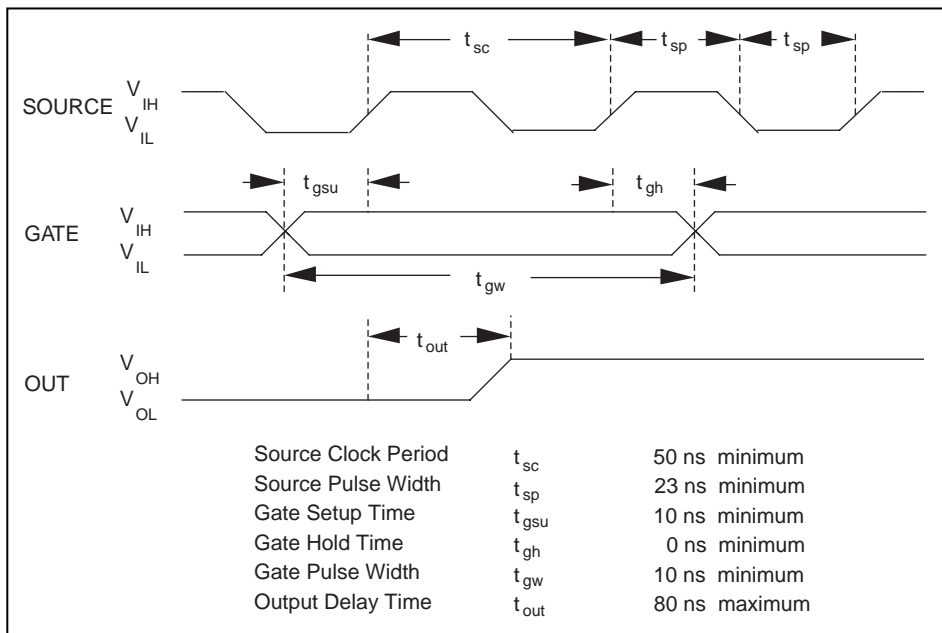 t sc t sp t sp
SOURCE V IH
V IL
t gsu t gh
GATE V IH
V IL
t gw
t out
OUT V OH
V OL
Source Clock Period t sc 50 ns minimum
Source Pulse Width t sp 23 ns minimum
Gate Setup Time t gsu 10 ns minimum
Gate Hold Time t gh 0 ns minimum
Gate Pulse Width t gw 10 ns minimum
Output Delay Time t out 80 ns maximum